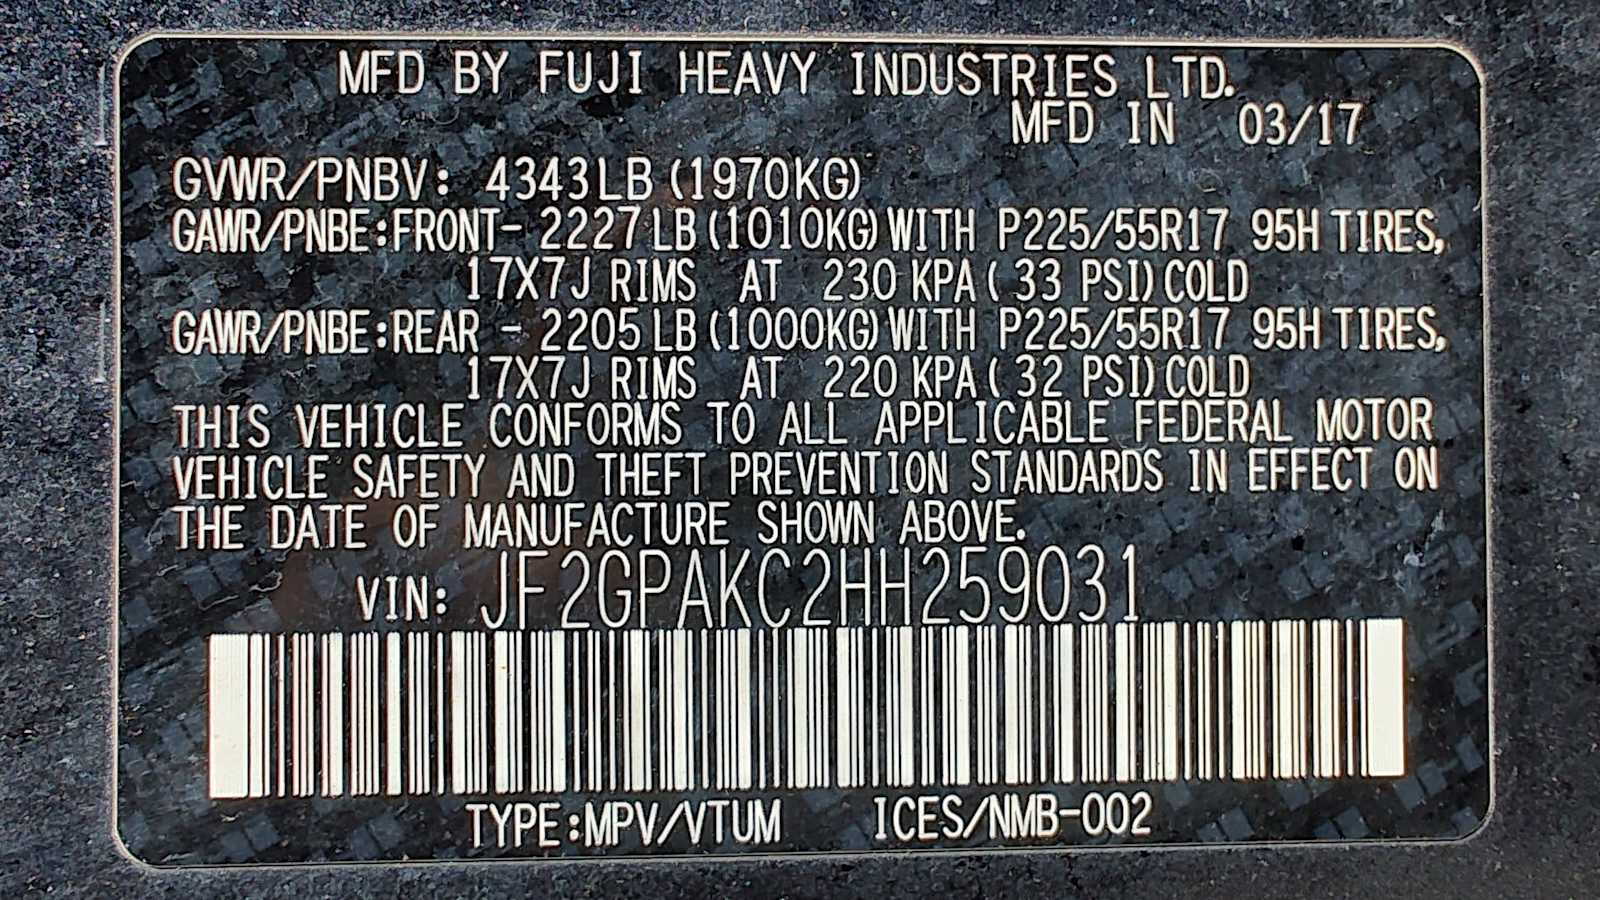 MFD BY FUJI HEAVY INDUSTRIES LTD.
MFD IN 03/17
GVWR/PNBV: 4343LB (1970KG)
GAWR/PNBE:FRONT- 2227LB (1010KG) WITH P225/55R17 95H TIRES,
17X7J RIMS AT 230 KPA ( 33 PSI) COLD
GAWR/PNBE:REAR - 2205LB (1000KG) WITH P225/55R17 95H TIRES,
17X7J RIMS AT 220 KPA ( 32 PSI) COLD
THIS VEHICLE CONFORMS TO ALL APPLICABLE FEDERAL MOTOR
VEHICLE SAFETY AND THEFT PREVENTION STANDARDS IN EFFECT ON
THE DATE OF MANUFACTURE SHOWN ABOVE.
VIN: JF2GPAKC2HH259031
TYPE:MPV/VTUM ICES/NMB-002